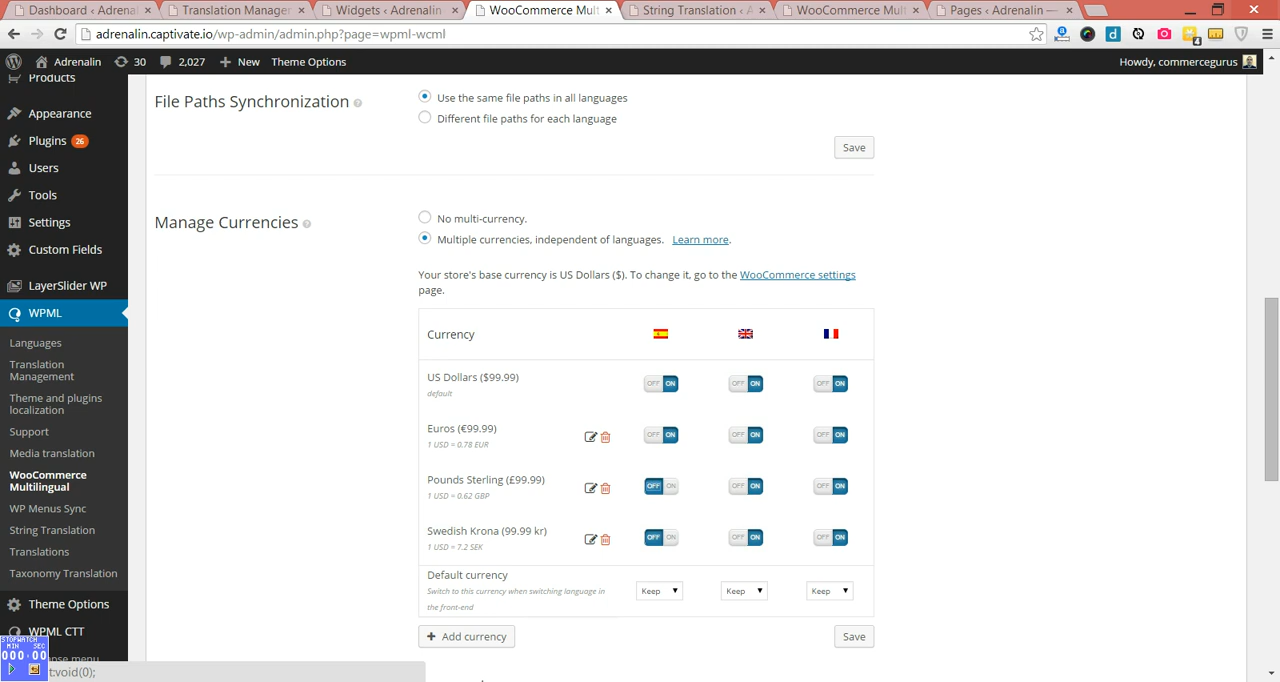 Dashboard ‹ Adrenalin
Translation Manager
Widgets ‹ Adrenalin
WooCommerce Mult
String Translation ‹ A
WooCommerce Mult
Pages ‹ Adrenalin —
adrenalin.captivate.io/wp-admin/admin.php?page=wpml-wcml
Adrenalin
30
2,027
New
Theme Options
Howdy, commercegurus
Products
Appearance
Plugins 26
Users
Tools
Settings
Custom Fields
LayerSlider WP
WPML
Languages
Translation
Management
Theme and plugins
localization
Support
Media translation
WooCommerce
Multilingual
WP Menus Sync
String Translation
Translations
Taxonomy Translation
Theme Options
WPML CTT
STOPWATCH
MIN SEC
000:00
pse menu
t:void(0);
File Paths Synchronization
Use the same file paths in all languages
Different file paths for each language
Save
Manage Currencies
No multi-currency.
Multiple currencies, independent of languages. Learn more.
Your store's base currency is US Dollars ($). To change it, go to the WooCommerce settings
page.
Currency
US Dollars ($99.99)
default
OFF ON OFF ON OFF ON
Euros (€99.99)
1 USD = 0.78 EUR
OFF ON OFF ON OFF ON
Pounds Sterling (£99.99)
1 USD = 0.62 GBP
OFF ON OFF ON OFF ON
Swedish Krona (99.99 kr)
1 USD = 7.2 SEK
OFF ON OFF ON OFF ON
Default currency
Switch to this currency when switching language in
the front-end
Keep Keep Keep
Add currency
Save